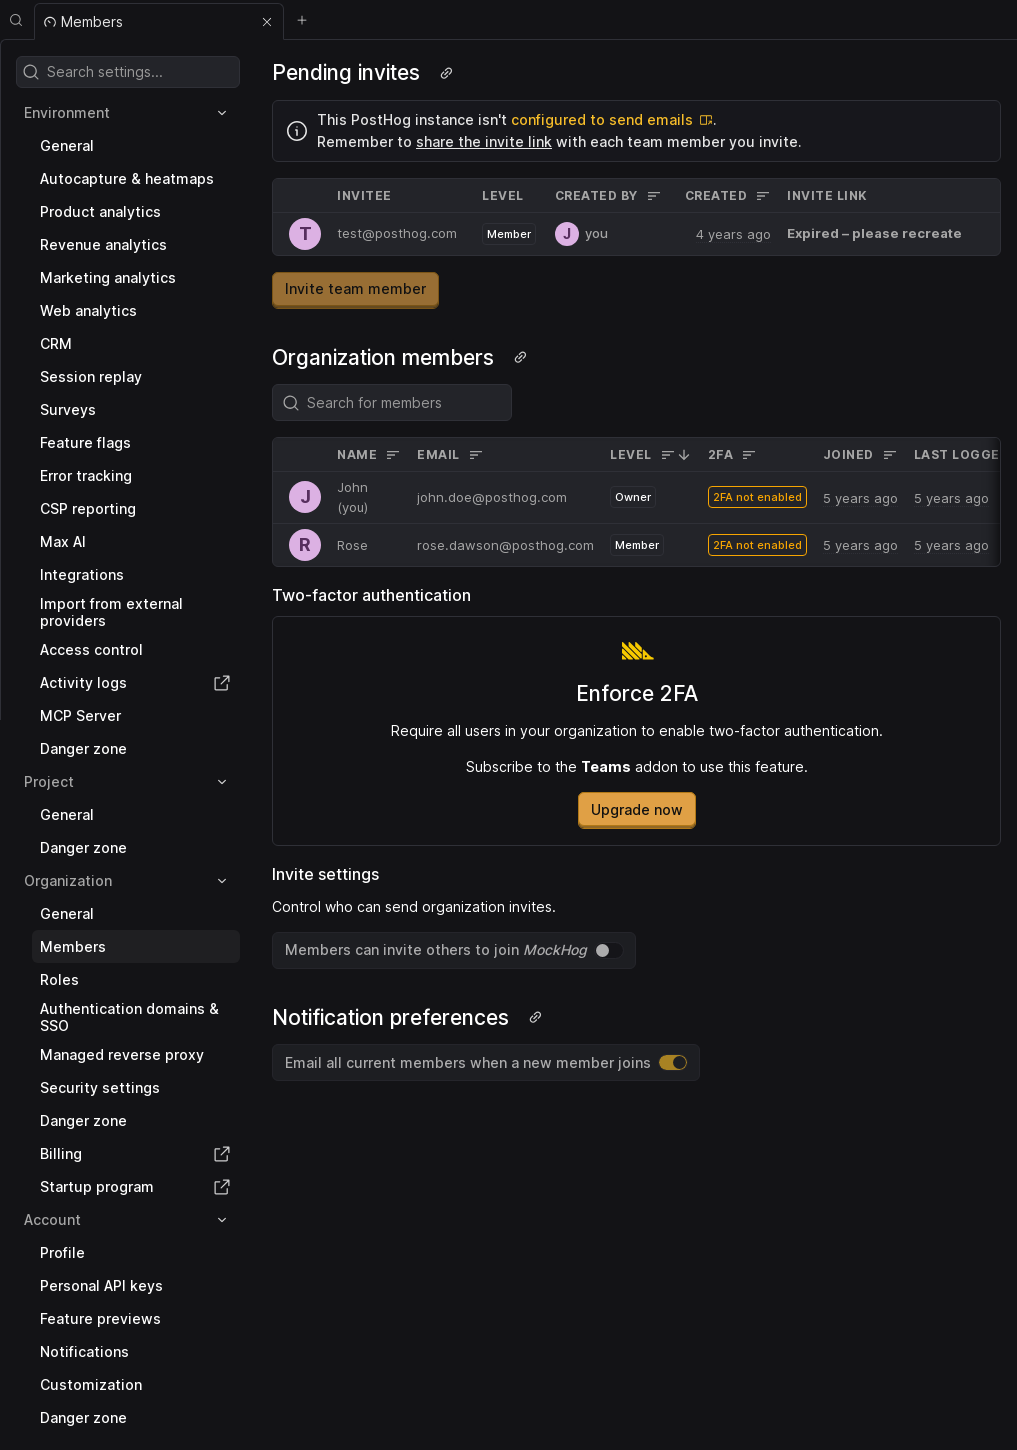 Members
Search settings...
Environment
General
Autocapture & heatmaps
Product analytics
Revenue analytics
Marketing analytics
Web analytics
CRM
Session replay
Surveys
Feature flags
Error tracking
CSP reporting
Max AI
Integrations
Import from external
providers
Access control
Activity logs
MCP Server
Danger zone
Project
General
Danger zone
Organization
General
Members
Roles
Authentication domains &
SSO
Managed reverse proxy
Security settings
Danger zone
Billing
Startup program
Account
Profile
Personal API keys
Feature previews
Notifications
Customization
Danger zone
Pending invites
This PostHog instance isn't configured to send emails.
Remember to share the invite link with each team member you invite.
INVITEE LEVEL CREATED BY CREATED INVITE LINK
T test@posthog.com Member J you 4 years ago Expired – please recreate
Invite team member
Organization members
Search for members
NAME EMAIL LEVEL 2FA JOINED LAST LOGGE
J John (you) john.doe@posthog.com Owner 2FA not enabled 5 years ago 5 years ago
R Rose rose.dawson@posthog.com Member 2FA not enabled 5 years ago 5 years ago
Two-factor authentication
Enforce 2FA
Require all users in your organization to enable two-factor authentication.
Subscribe to the Teams addon to use this feature.
Upgrade now
Invite settings
Control who can send organization invites.
Members can invite others to join MockHog
Notification preferences
Email all current members when a new member joins